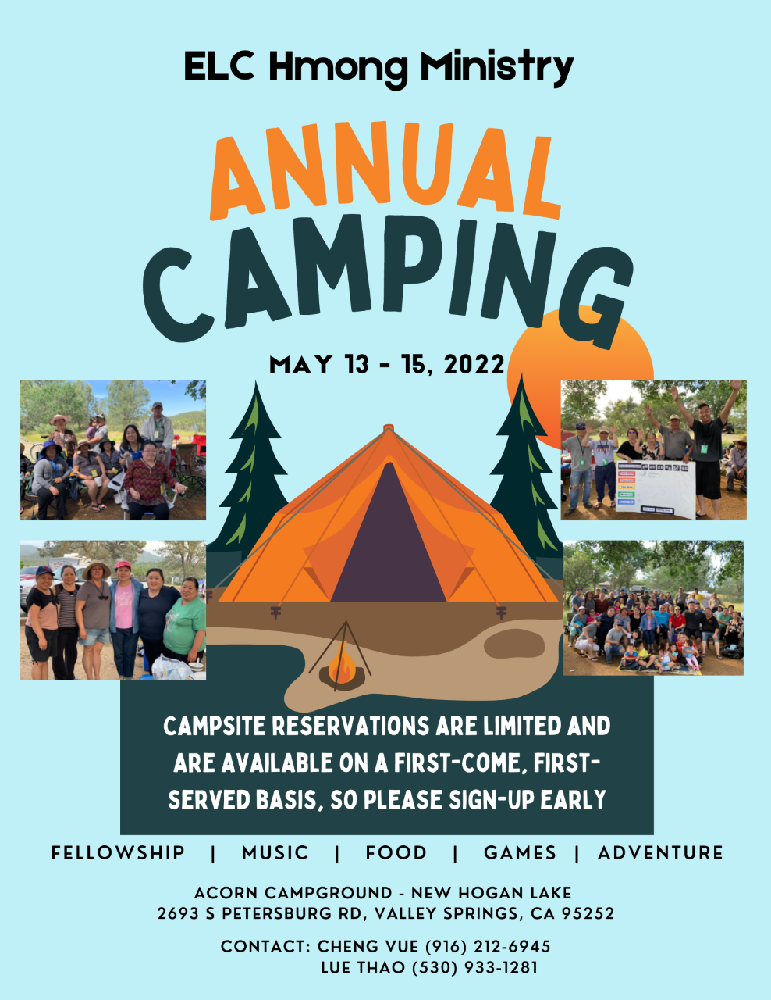 ELC Hmong Ministry
ANNUAL
CAMPING
MAY 13 - 15, 2022
CAMPSITE RESERVATIONS ARE LIMITED AND
ARE AVAILABLE ON A FIRST-COME, FIRST-
SERVED BASIS, SO PLEASE SIGN-UP EARLY
FELLOWSHIP | MUSIC | FOOD | GAMES | ADVENTURE
ACORN CAMPGROUND - NEW HOGAN LAKE
2693 S PETERSBURG RD, VALLEY SPRINGS, CA 95252
CONTACT: CHENG VUE (916) 212-6945
LUE THAO (530) 933-1281